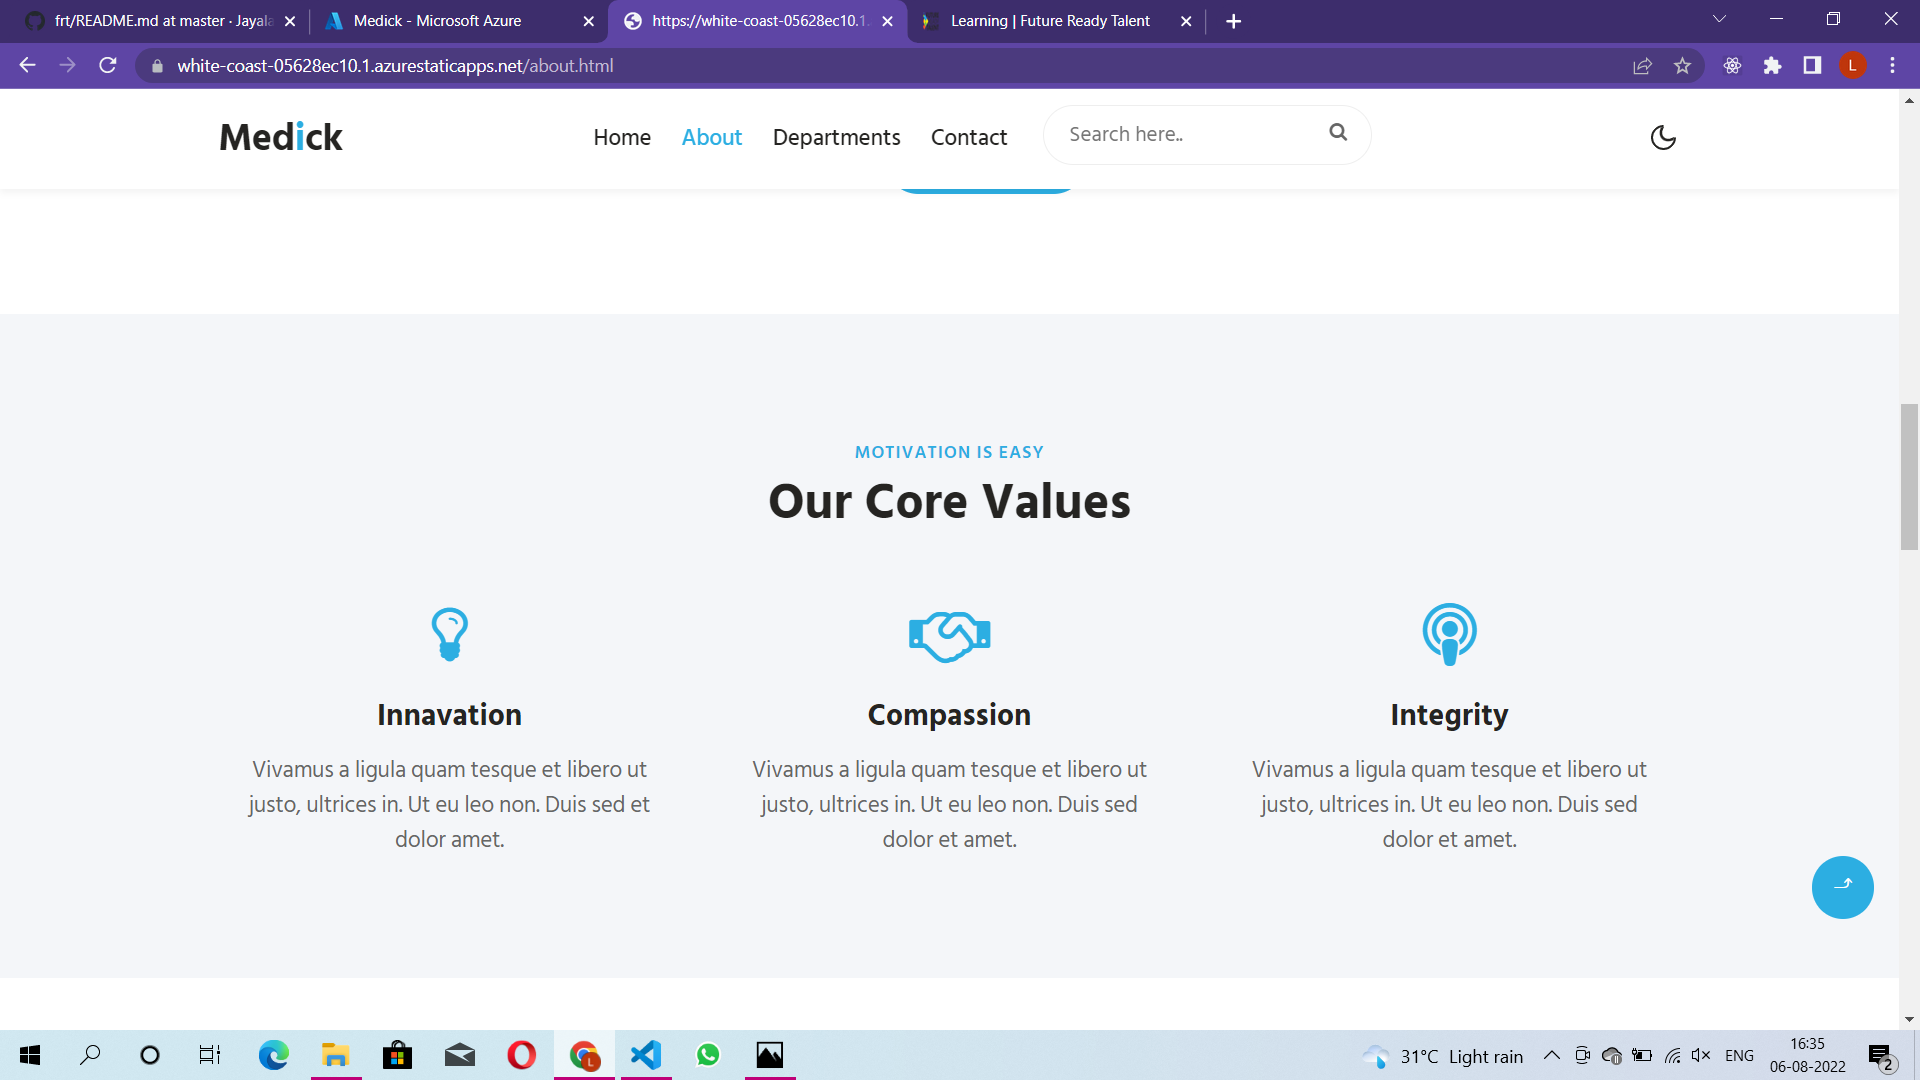 frt/README.md at master · Jayala
Medick - Microsoft Azure
https://white-coast-05628ec10.1.
Learning | Future Ready Talent
white-coast-05628ec10.1.azurestaticapps.net/about.html
L
Medick
Home
About
Departments
Contact
Search here..
MOTIVATION IS EASY
Our Core Values
Innavation
Vivamus a ligula quam tesque et libero ut
justo, ultrices in. Ut eu leo non. Duis sed et
dolor amet.
Compassion
Vivamus a ligula quam tesque et libero ut
justo, ultrices in. Ut eu leo non. Duis sed
dolor et amet.
Integrity
Vivamus a ligula quam tesque et libero ut
justo, ultrices in. Ut eu leo non. Duis sed
dolor et amet.
L
31°C Light rain
ENG
16:35
06-08-2022
2